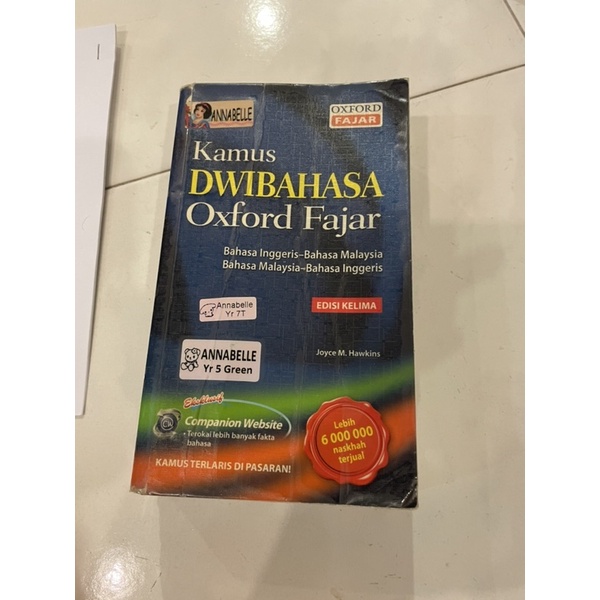 ANNABELLE
OXFORD
FAJAR
Kamus
DWIBAHASA
Oxford Fajar
Bahasa Inggeris–Bahasa Malaysia
Bahasa Malaysia–Bahasa Inggeris
EDISI KELIMA
Annabelle
Yr 7T
Joyce M. Hawkins
ANNABELLE
Yr 5 Green
Eksklusif
Companion Website
- Terokai lebih banyak fakta
bahasa
Lebih
6 000 000
naskhah
terjual
KAMUS TERLARIS DI PASARAN!